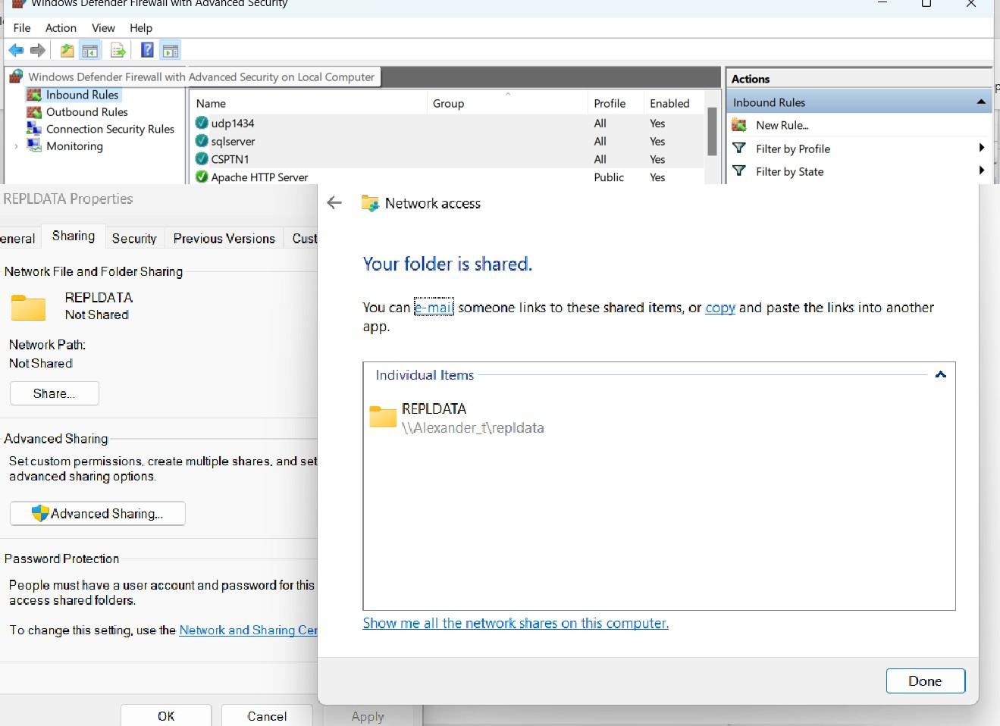 Windows Defender Firewall with Advanced Security
File Action View Help
Windows Defender Firewall with Advanced Security on Local Computer
Inbound Rules
Outbound Rules
Connection Security Rules
Monitoring
Name Group Profile Enabled
udp1434 All Yes
sqlserver All Yes
CSPTN1 All Yes
Apache HTTP Server Public Yes
Actions
Inbound Rules
New Rule...
Filter by Profile
Filter by State
REPLDATA Properties
eneral Sharing Security Previous Versions Cust
Network File and Folder Sharing
REPLDATA
Not Shared
Network Path:
Not Shared
Share...
Advanced Sharing
Set custom permissions, create multiple shares, and set
advanced sharing options.
Advanced Sharing...
Password Protection
People must have a user account and password for this
access shared folders.
To change this setting, use the Network and Sharing Cen
OK Cancel Apply
Network access
Your folder is shared.
You can e-mail someone links to these shared items, or copy and paste the links into another
app.
Individual Items
REPLDATA
\\Alexander_t\repldata
Show me all the network shares on this computer.
Done